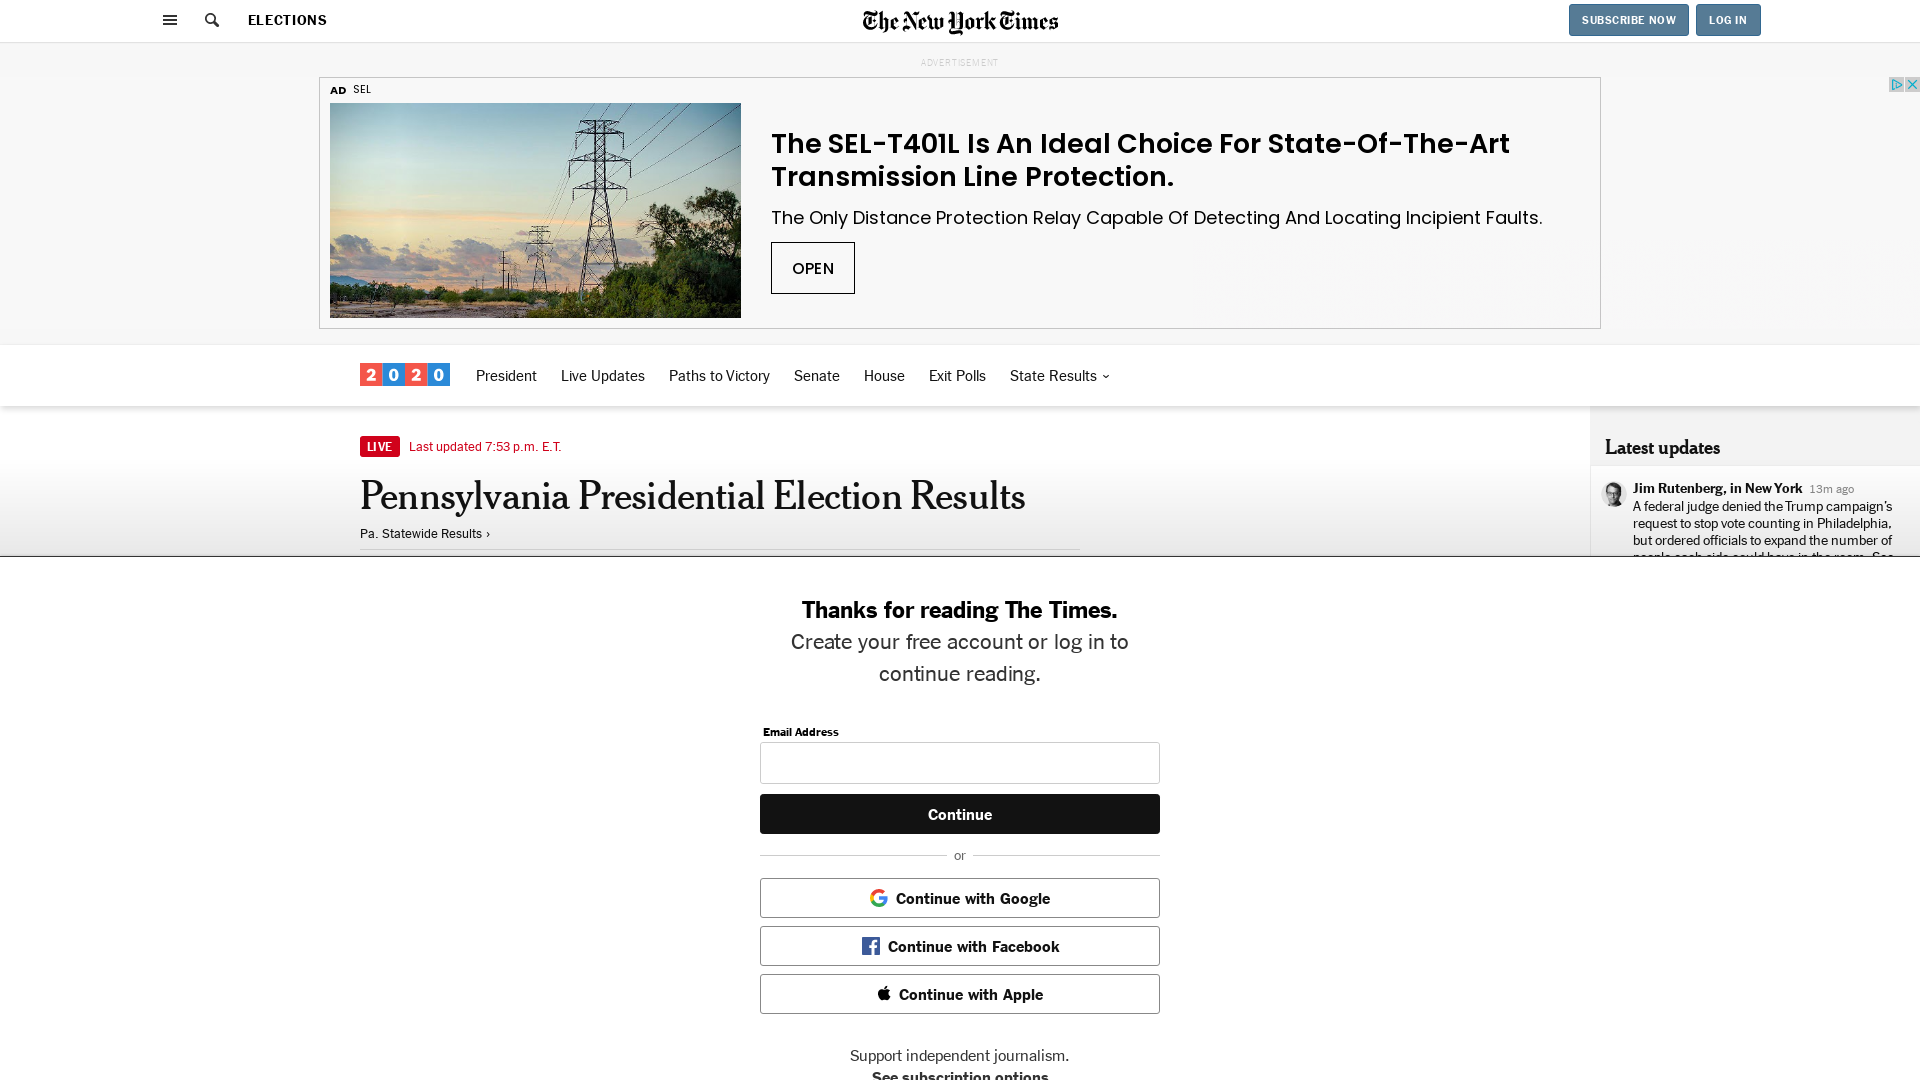 ELECTIONS
The New York Times
SUBSCRIBE NOW
LOG IN
ADVERTISEMENT
AD SEL
The SEL-T401L Is An Ideal Choice For State-Of-The-Art
Transmission Line Protection.
The Only Distance Protection Relay Capable Of Detecting And Locating Incipient Faults.
OPEN
2020 President Live Updates Paths to Victory Senate House Exit Polls State Results
LIVE Last updated 7:53 p.m. E.T.
Pennsylvania Presidential Election Results
Pa. Statewide Results ›
Latest updates
Jim Rutenberg, in New York 13m ago
A federal judge denied the Trump campaign’s
request to stop vote counting in Philadelphia,
but ordered officials to expand the number of
Thanks for reading The Times.
Create your free account or log in to
continue reading.
Email Address
Continue
or
Continue with Google
Continue with Facebook
Continue with Apple
Support independent journalism.
See subscription options